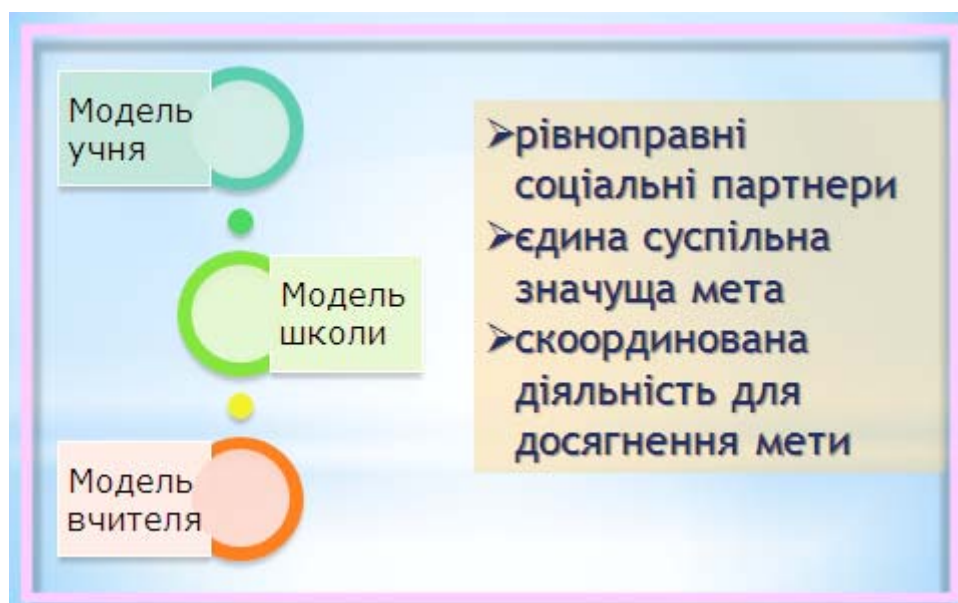 Модель
учня
Модель
школи
Модель
вчителя
➢рівноправні
соціальні партнери
➢єдина суспільна
значуща мета
➢скоординована
діяльність для
досягнення мети